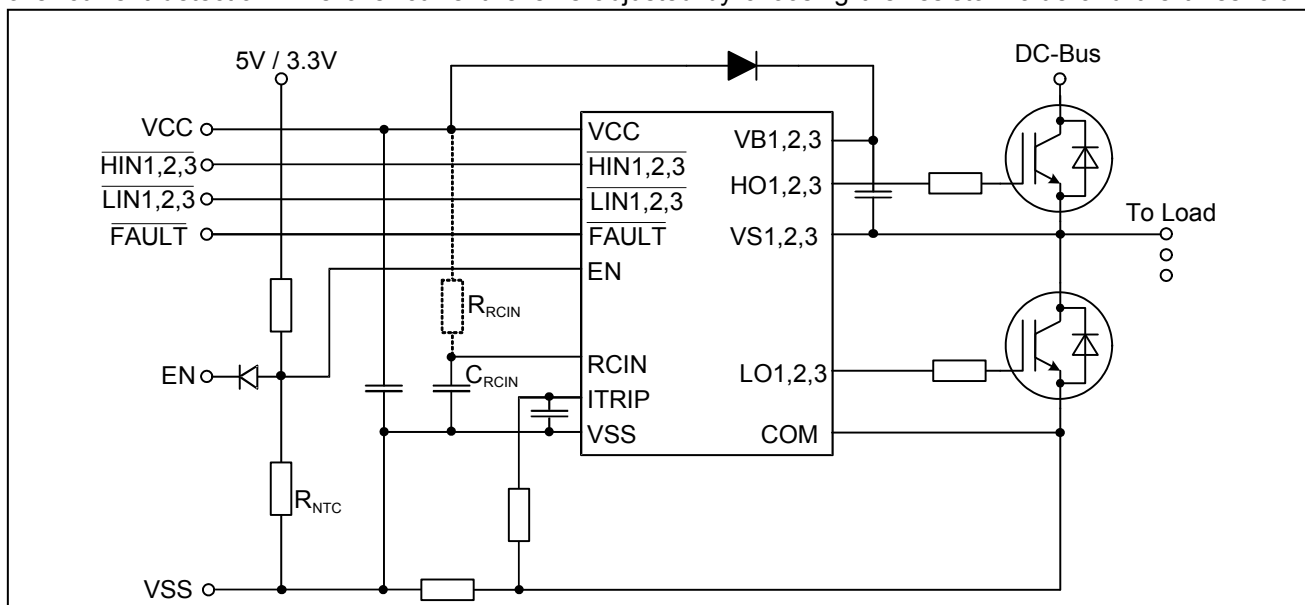 5V / 3.3V
DC-Bus
VCC
HIN1,2,3
LIN1,2,3
FAULT
EN
VSS
R_RCIN
C_RCIN
R_NTC
VCC
HIN1,2,3
LIN1,2,3
FAULT
EN
RCIN
ITRIP
VSS
VB1,2,3
HO1,2,3
VS1,2,3
LO1,2,3
COM
To Load